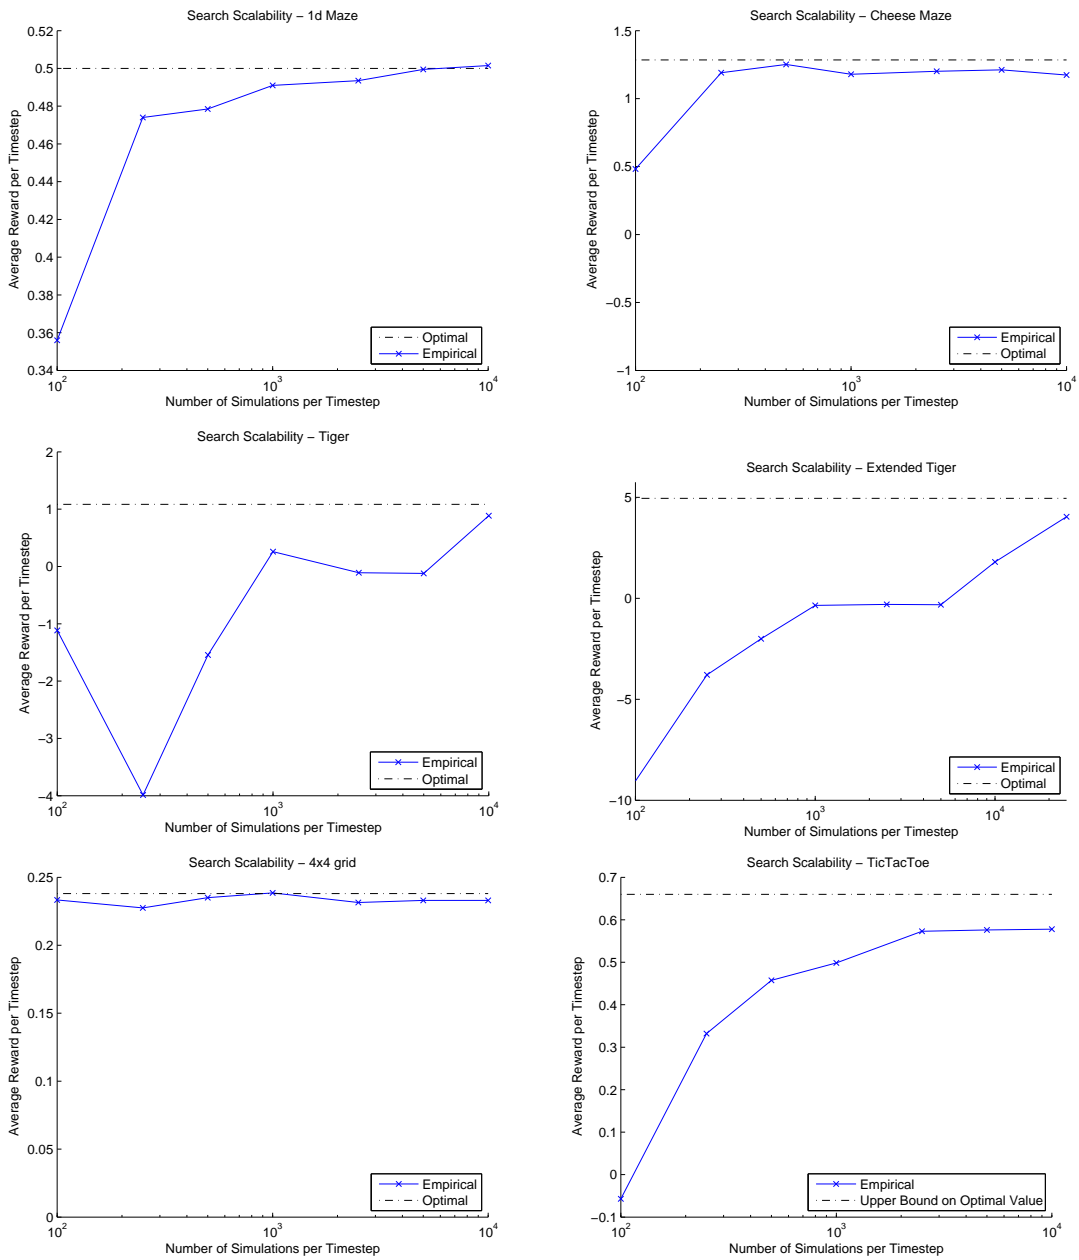 Search Scalability – 1d Maze
0.52
0.5
0.48
0.46
0.44
0.42
0.4
0.38
0.36
0.34
Average Reward per Timestep
Optimal
Empirical
10^2
10^3
10^4
Number of Simulations per Timestep
Search Scalability – Cheese Maze
1.5
1
0.5
0
−0.5
−1
Average Reward per Timestep
Empirical
Optimal
10^2
10^3
10^4
Number of Simulations per Timestep
Search Scalability – Tiger
2
1
0
−1
−2
−3
−4
Average Reward per Timestep
Empirical
Optimal
10^2
10^3
10^4
Number of Simulations per Timestep
Search Scalability – Extended Tiger
5
0
−5
−10
Average Reward per Timestep
Empirical
Optimal
10^2
10^3
10^4
Number of Simulations per Timestep
Search Scalability – 4x4 grid
0.25
0.2
0.15
0.1
0.05
0
Average Reward per Timestep
Empirical
Optimal
10^2
10^3
10^4
Number of Simulations per Timestep
Search Scalability – TicTacToe
0.7
0.6
0.5
0.4
0.3
0.2
0.1
0
−0.1
Average Reward per Timestep
Empirical
Upper Bound on Optimal Value
10^2
10^3
10^4
Number of Simulations per Timestep